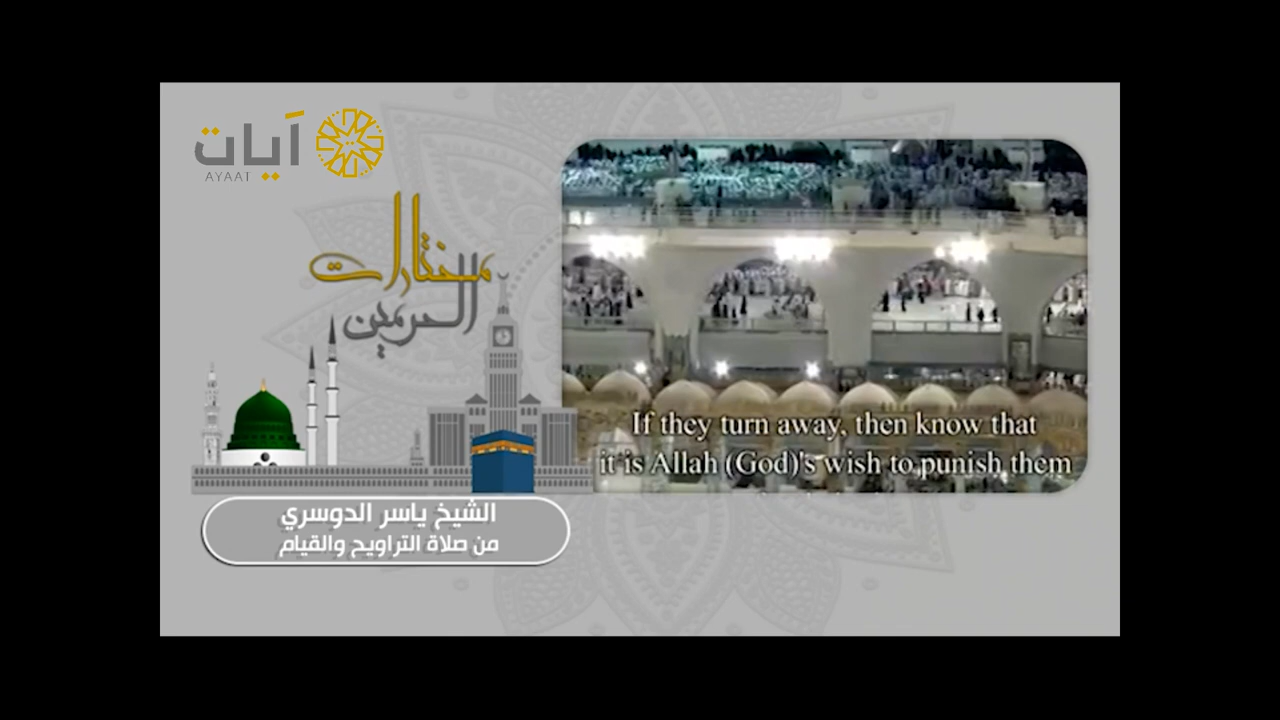 آيات
AYAAT
مختارات
الحرمين
If they turn away, then know that
it is Allah (God)'s wish to punish them
الشيخ ياسر الدوسري
من صلاة التراويح والقيام